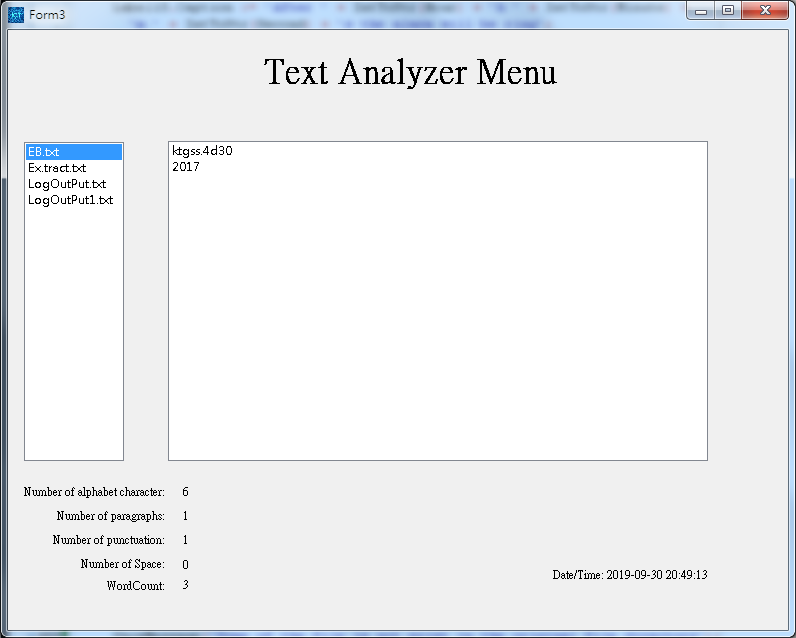 Form3
Text Analyzer Menu
EB.txt
Ex.tract.txt
LogOutPut.txt
LogOutPut1.txt
ktgss.4d30
2017
Number of alphabet character: 6
Number of paragraphs: 1
Number of punctuation: 1
Number of Space: 0
WordCount: 3
Date/Time: 2019-09-30 20:49:13